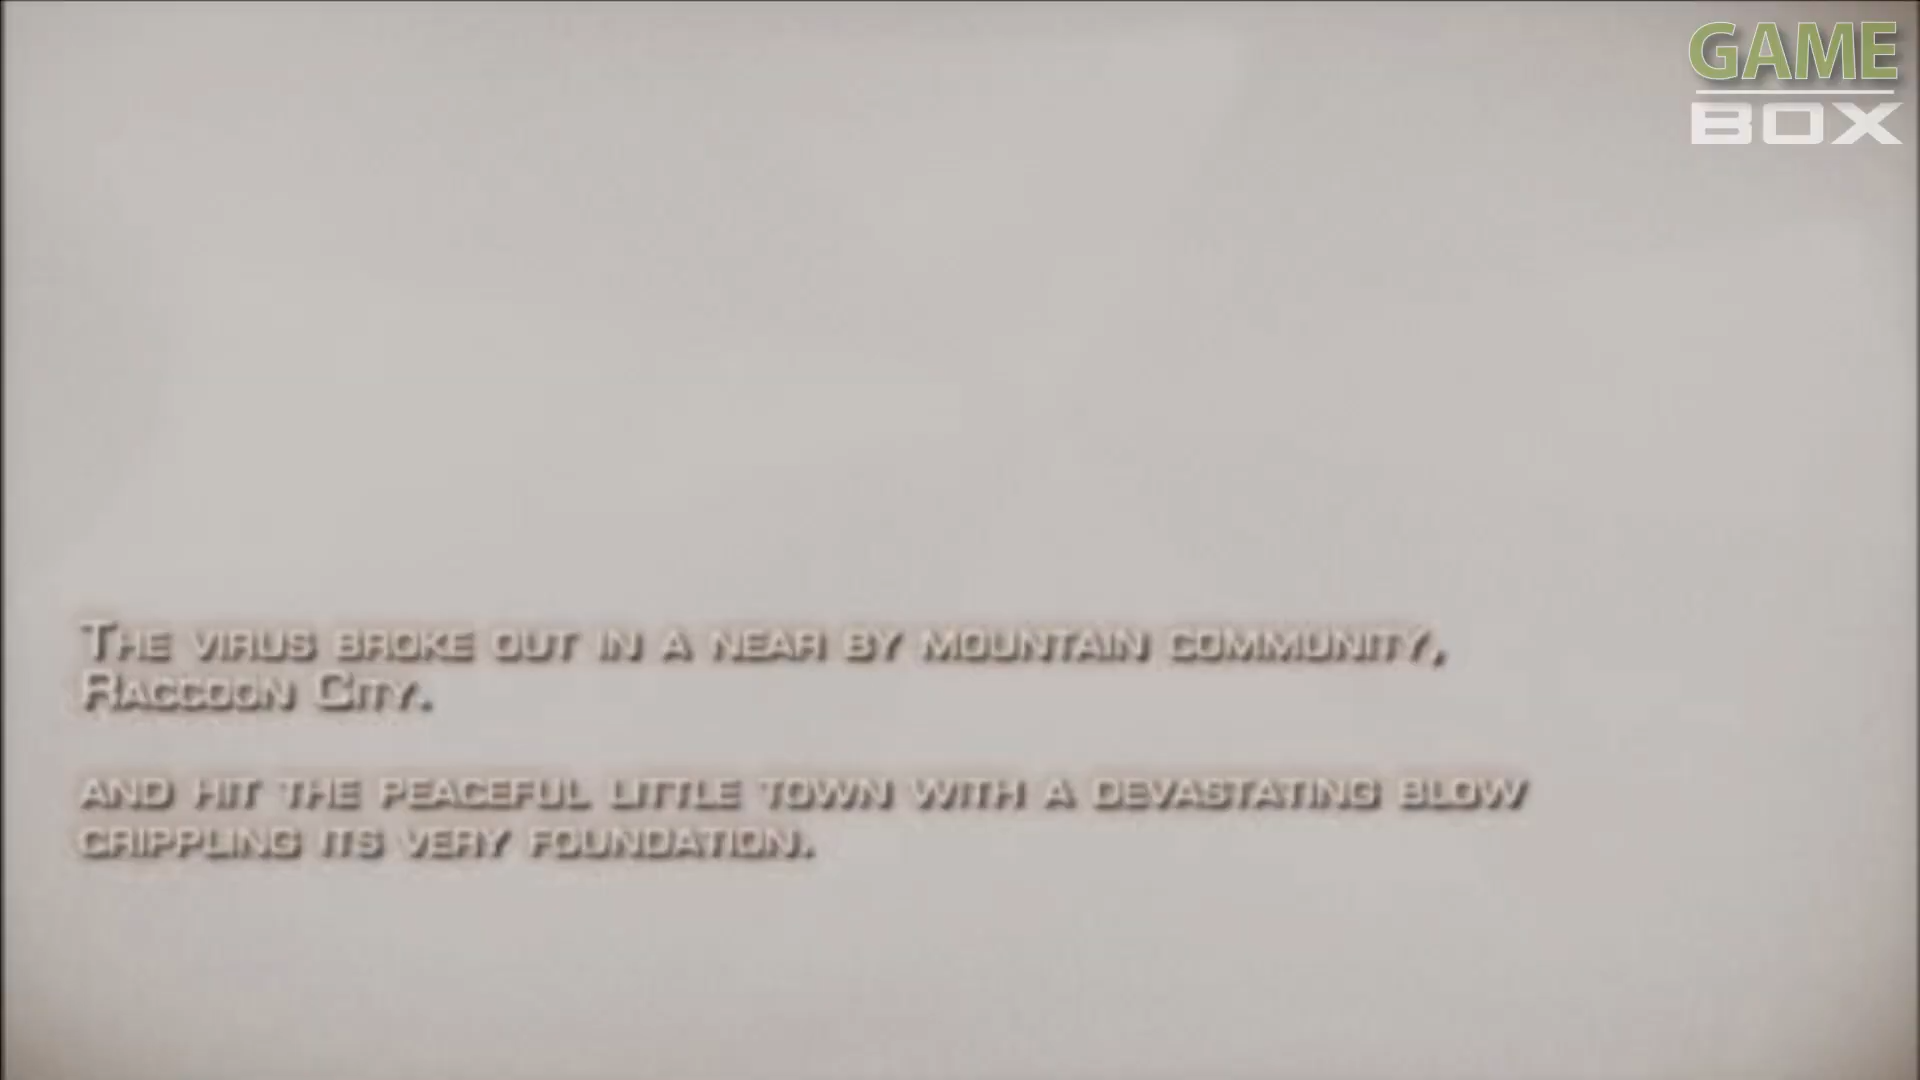 GAME
BOX
THE VIRUS BROKE OUT IN A NEAR BY MOUNTAIN COMMUNITY,
RACCOON CITY.
AND HIT THE PEACEFUL LITTLE TOWN WITH A DEVASTATING BLOW
CRIPPLING ITS VERY FOUNDATION.